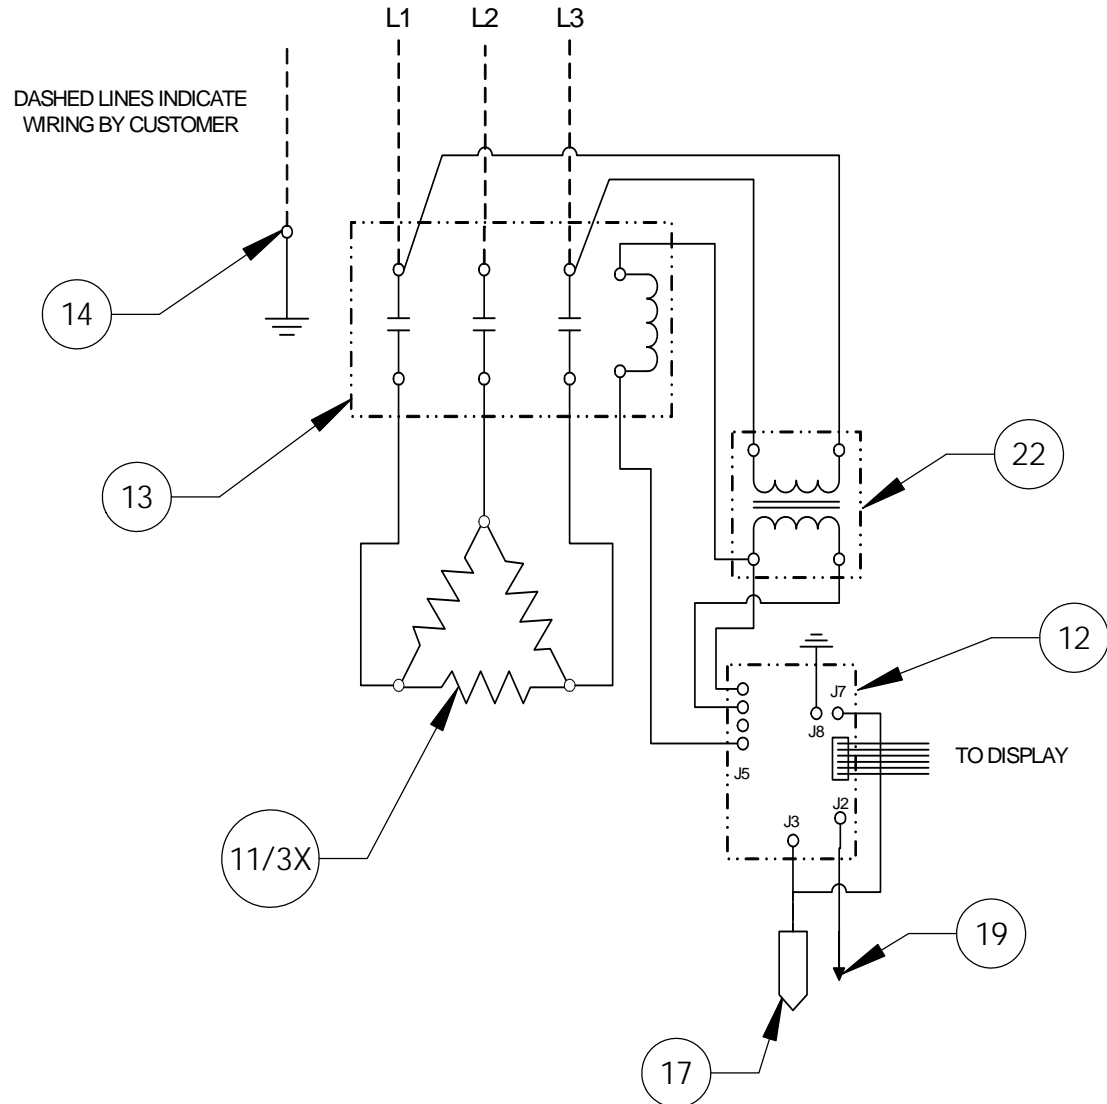 L1 L2 L3
DASHED LINES INDICATE
WIRING BY CUSTOMER
14
13
22
12
J7
J8
TO DISPLAY
J5
J2
J3
11/3X
19
17